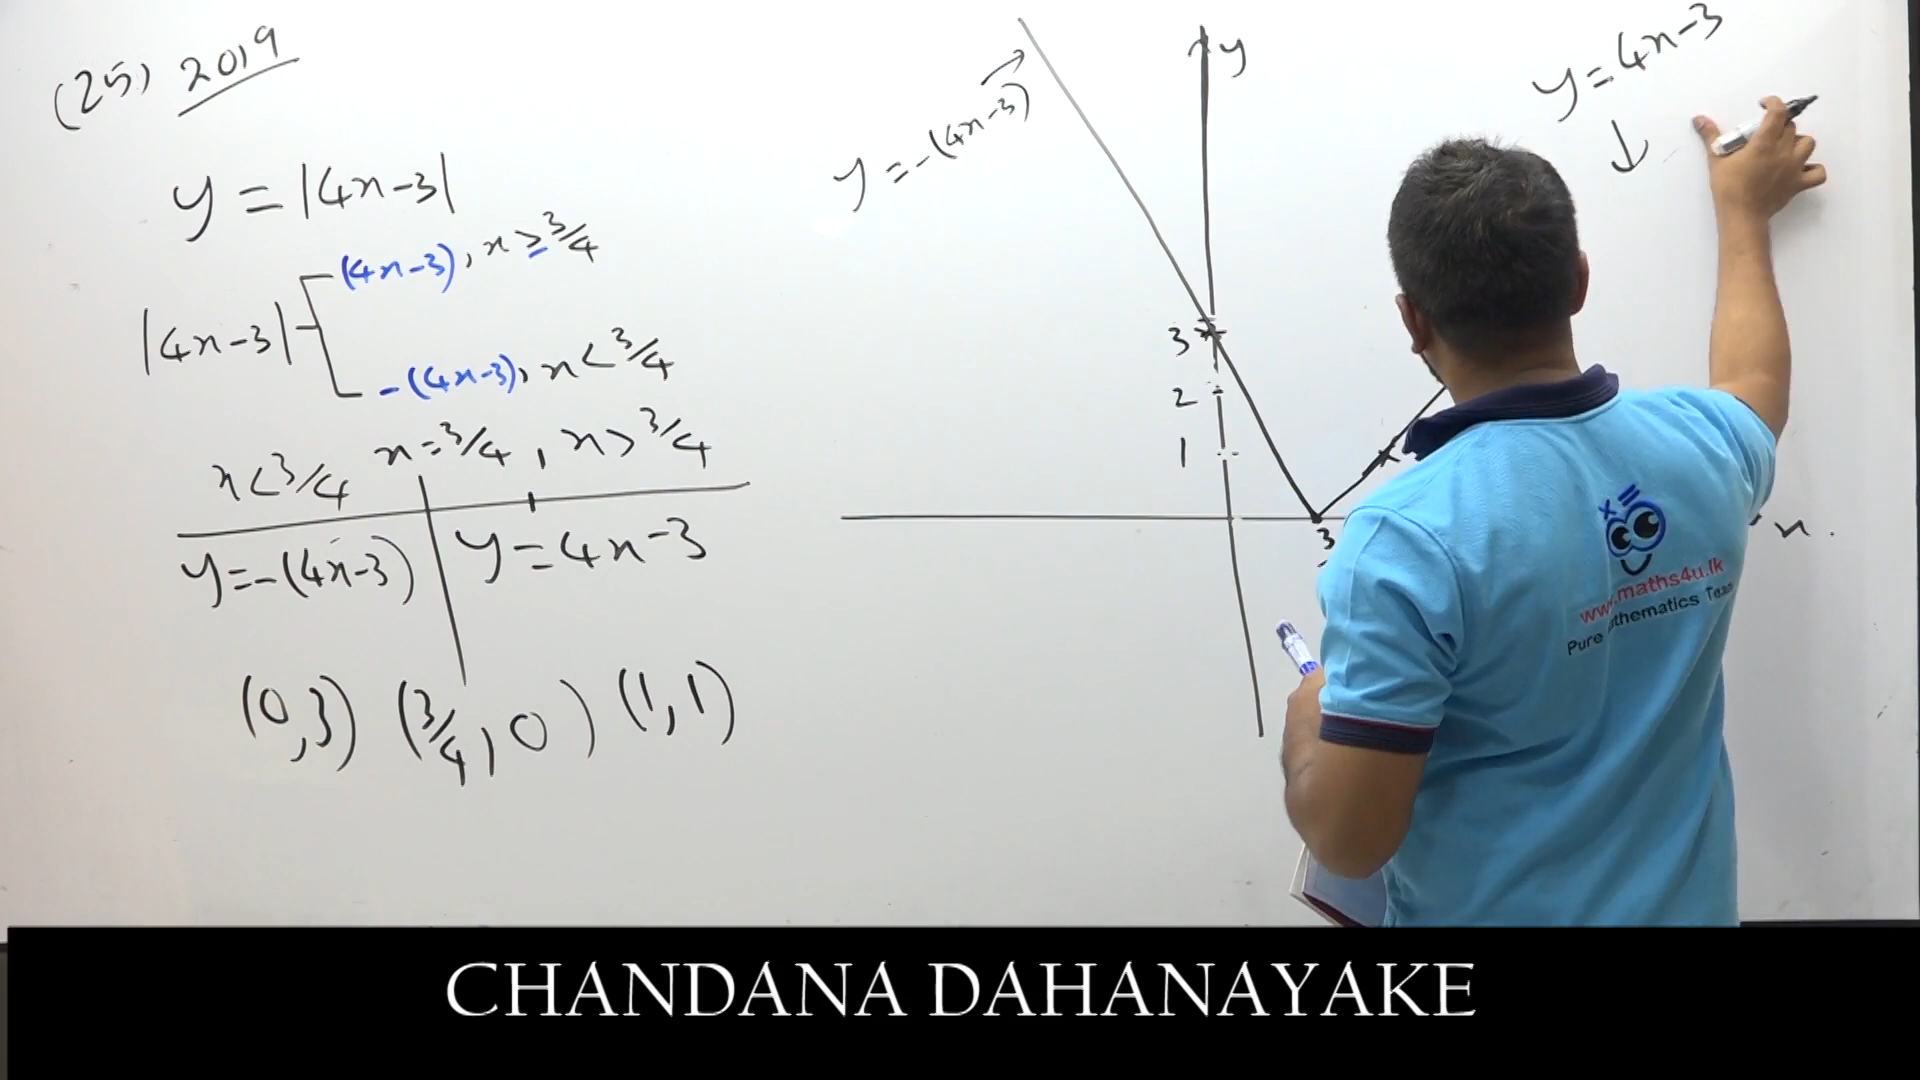 (25) 2019
y = |4x-3|
|4x-3|
(4x-3), x ≥ 3/4
-(4x-3), x < 3/4
x < 3/4 x = 3/4, x > 3/4
y = -(4x-3) y = 4x-3
(0,3) (3/4, 0) (1,1)
y = -(4x-3)
y
y = 4x-3
3
2
1
3
x.
www.maths4u.lk
Pure
CHANDANA DAHANAYAKE